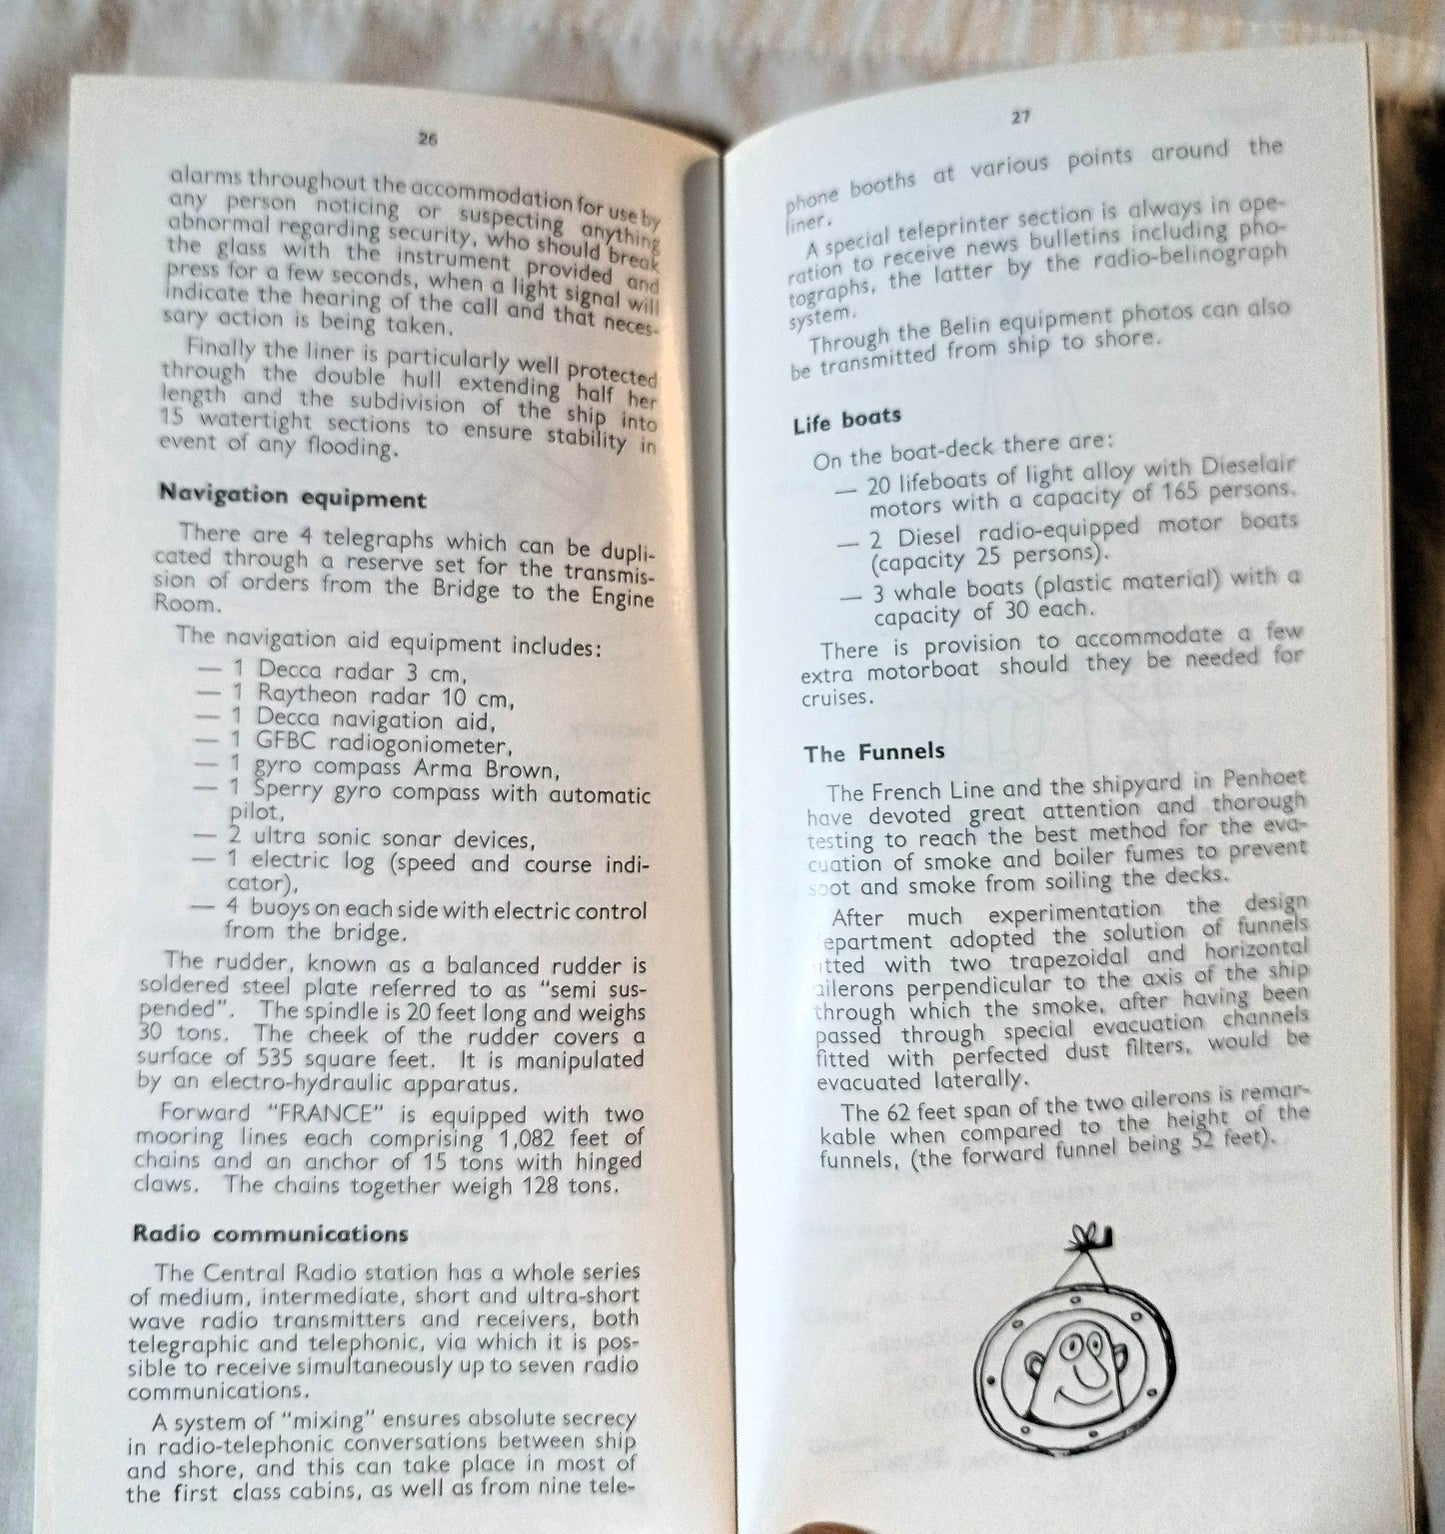 26
alarms throughout the accommodation for use by
any person noticing or suspecting anything
abnormal regarding security, who should break
the glass with the instrument provided and
press for a few seconds, when a light signal will
indicate the hearing of the call and that neces-
sary action is being taken.
Finally the liner is particularly well protected
through the double hull extending half her
length and the subdivision of the ship into
15 watertight sections to ensure stability in
event of any flooding.
Navigation equipment
There are 4 telegraphs which can be dupli-
cated through a reserve set for the transmis-
sion of orders from the Bridge to the Engine
Room.
The navigation aid equipment includes:
— 1 Decca radar 3 cm,
— 1 Raytheon radar 10 cm,
— 1 Decca navigation aid,
— 1 GFBC radiogoniometer,
— 1 gyro compass Arma Brown,
— 1 Sperry gyro compass with automatic
pilot,
— 2 ultra sonic sonar devices,
— 1 electric log (speed and course indi-
cator),
— 4 buoys on each side with electric control
from the bridge.
The rudder, known as a balanced rudder is
soldered steel plate referred to as “semi sus-
pended”. The spindle is 20 feet long and weighs
30 tons. The cheek of the rudder covers a
surface of 535 square feet. It is manipulated
by an electro-hydraulic apparatus.
Forward “FRANCE” is equipped with two
mooring lines each comprising 1,082 feet of
chains and an anchor of 15 tons with hinged
claws. The chains together weigh 128 tons.
Radio communications
The Central Radio station has a whole series
of medium, intermediate, short and ultra-short
wave radio transmitters and receivers, both
telegraphic and telephonic, via which it is pos-
sible to receive simultaneously up to seven radio
communications.
A system of “mixing” ensures absolute secrecy
in radio-telephonic conversations between ship
and shore, and this can take place in most of
the first class cabins, as well as from nine tele-
27
phone booths at various points around the
liner.
A special teleprinter section is always in ope-
ration to receive news bulletins including pho-
tographs, the latter by the radio-belinograph
system.
Through the Belin equipment photos can also
be transmitted from ship to shore.
Life boats
On the boat-deck there are:
— 20 lifeboats of light alloy with Dieselair
motors with a capacity of 165 persons.
— 2 Diesel radio-equipped motor boats
(capacity 25 persons).
— 3 whale boats (plastic material) with a
capacity of 30 each.
There is provision to accommodate a few
extra motorboat should they be needed for
cruises.
The Funnels
The French Line and the shipyard in Penhoet
have devoted great attention and thorough
testing to reach the best method for the eva-
cuation of smoke and boiler fumes to prevent
soot and smoke from soiling the decks.
After much experimentation the design
epartment adopted the solution of funnels
itted with two trapezoidal and horizontal
ailerons perpendicular to the axis of the ship
through which the smoke, after having been
passed through special evacuation channels
fitted with perfected dust filters, would be
evacuated laterally.
The 62 feet span of the two ailerons is remar-
kable when compared to the height of the
funnels, (the forward funnel being 52 feet).